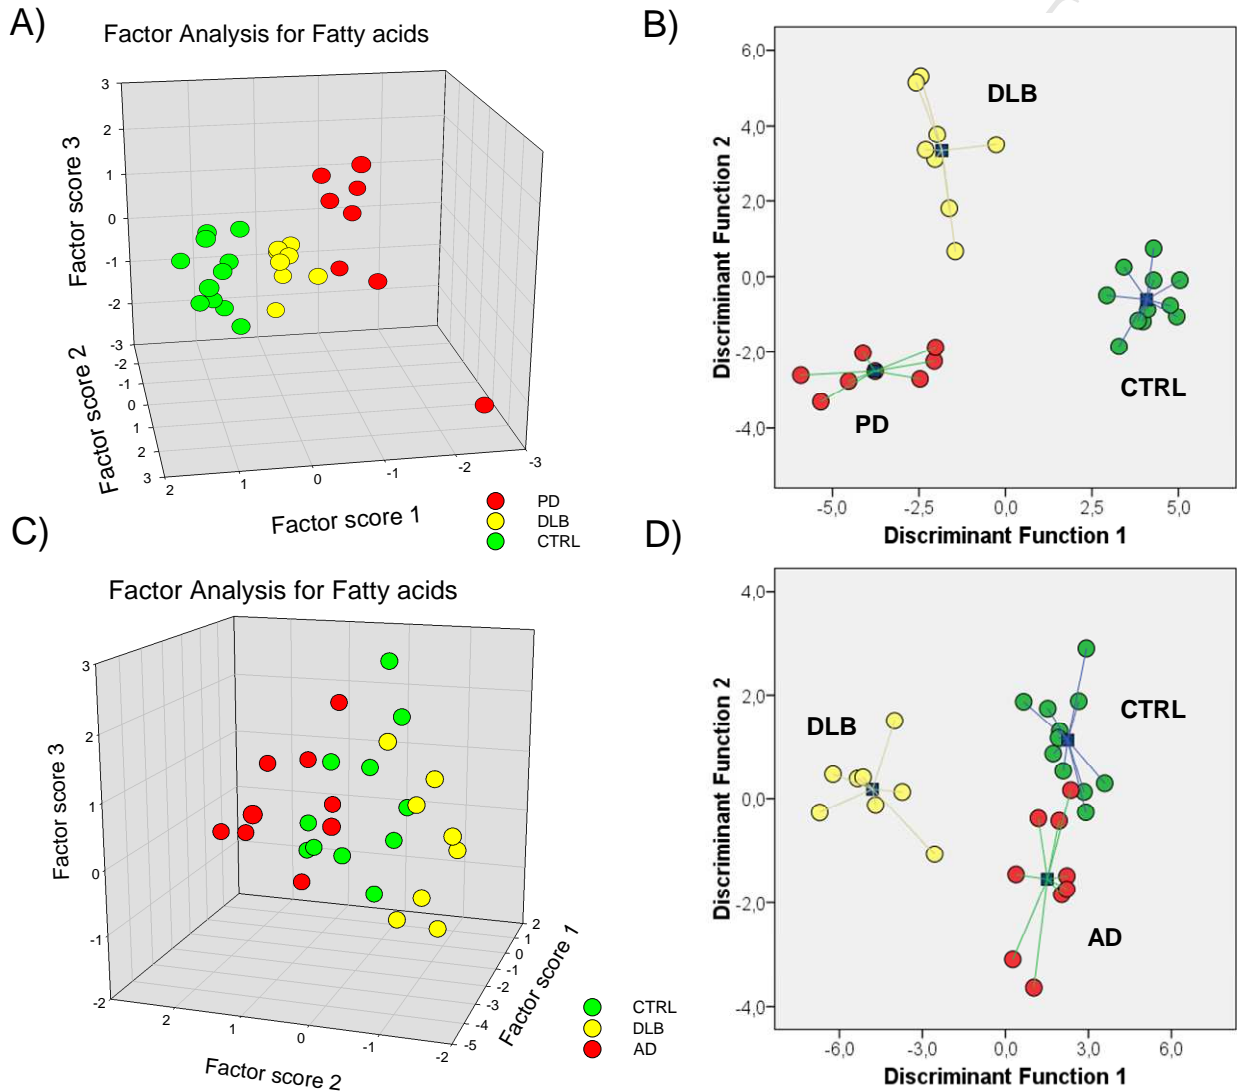 A)
Factor Analysis for Fatty acids
3
2
1
0
-1
-2
-3
Factor score 3
-2
-1
0
1
2
3
Factor score 2
2
1
0
-1
-2
-3
Factor score 1
PD
DLB
CTRL
B)
6,0
4,0
2,0
0,0
-2,0
-4,0
Discriminant Function 2
DLB
CTRL
PD
-5,0
-2,5
0,0
2,5
5,0
Discriminant Function 1
C)
Factor Analysis for Fatty acids
3
2
1
0
-1
-2
Factor score 3
2
1
0
-1
-2
Factor score 2
2
1
0
-1
-2
-3
-4
-5
Factor score 1
CTRL
DLB
AD
D)
4,0
2,0
0,0
-2,0
-4,0
Discriminant Function 2
DLB
CTRL
AD
-6,0
-3,0
0,0
3,0
6,0
Discriminant Function 1